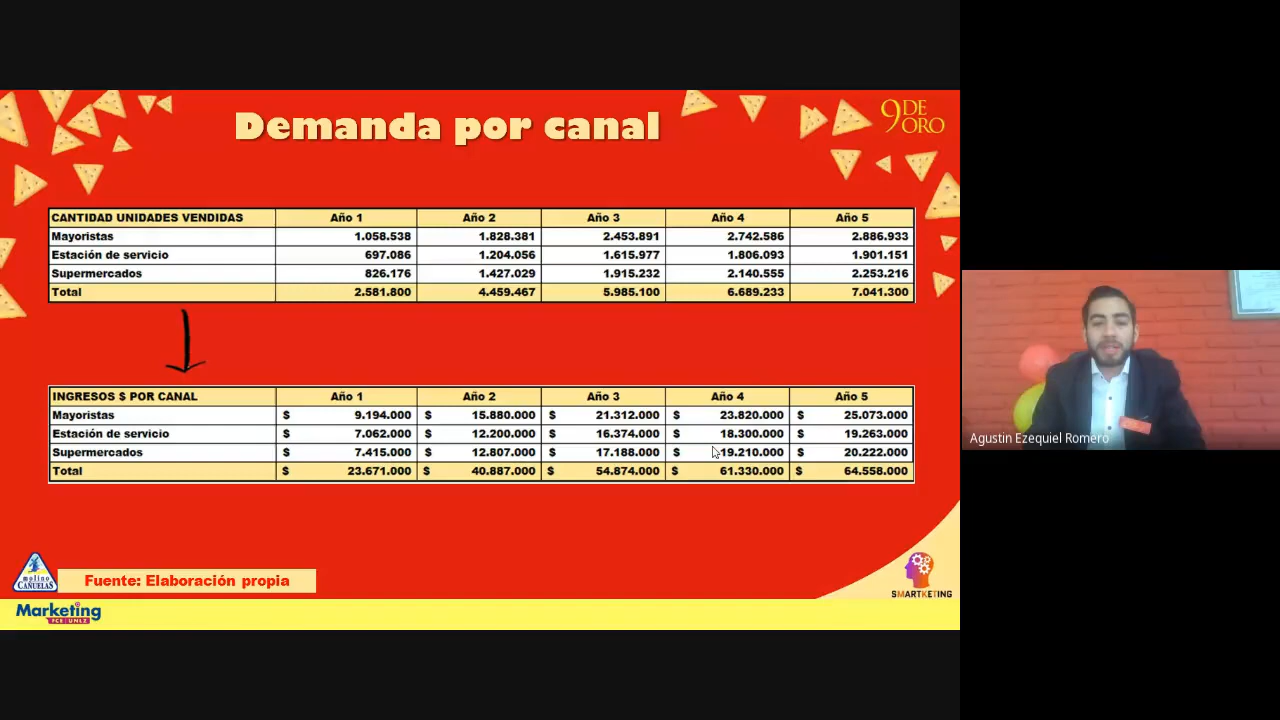 Demanda por canal
9 DE ORO
CANTIDAD UNIDADES VENDIDAS Año 1 Año 2 Año 3 Año 4 Año 5
Mayoristas 1.058.538 1.828.381 2.453.891 2.742.586 2.886.933
Estación de servicio 697.086 1.204.056 1.615.977 1.806.093 1.901.151
Supermercados 826.176 1.427.029 1.915.232 2.140.555 2.253.216
Total 2.581.800 4.459.467 5.985.100 6.689.233 7.041.300
INGRESOS $ POR CANAL Año 1 Año 2 Año 3 Año 4 Año 5
Mayoristas $ 9.194.000 $ 15.880.000 $ 21.312.000 $ 23.820.000 $ 25.073.000
Estación de servicio $ 7.062.000 $ 12.200.000 $ 16.374.000 $ 18.300.000 $ 19.263.000
Supermercados $ 7.415.000 $ 12.807.000 $ 17.188.000 $ 19.210.000 $ 20.222.000
Total $ 23.671.000 $ 40.887.000 $ 54.874.000 $ 61.330.000 $ 64.558.000
Agustin Ezequiel Romero
molino
CAÑUELAS
Fuente: Elaboración propia
SMARTKETING
Marketing
FCE UNLZ